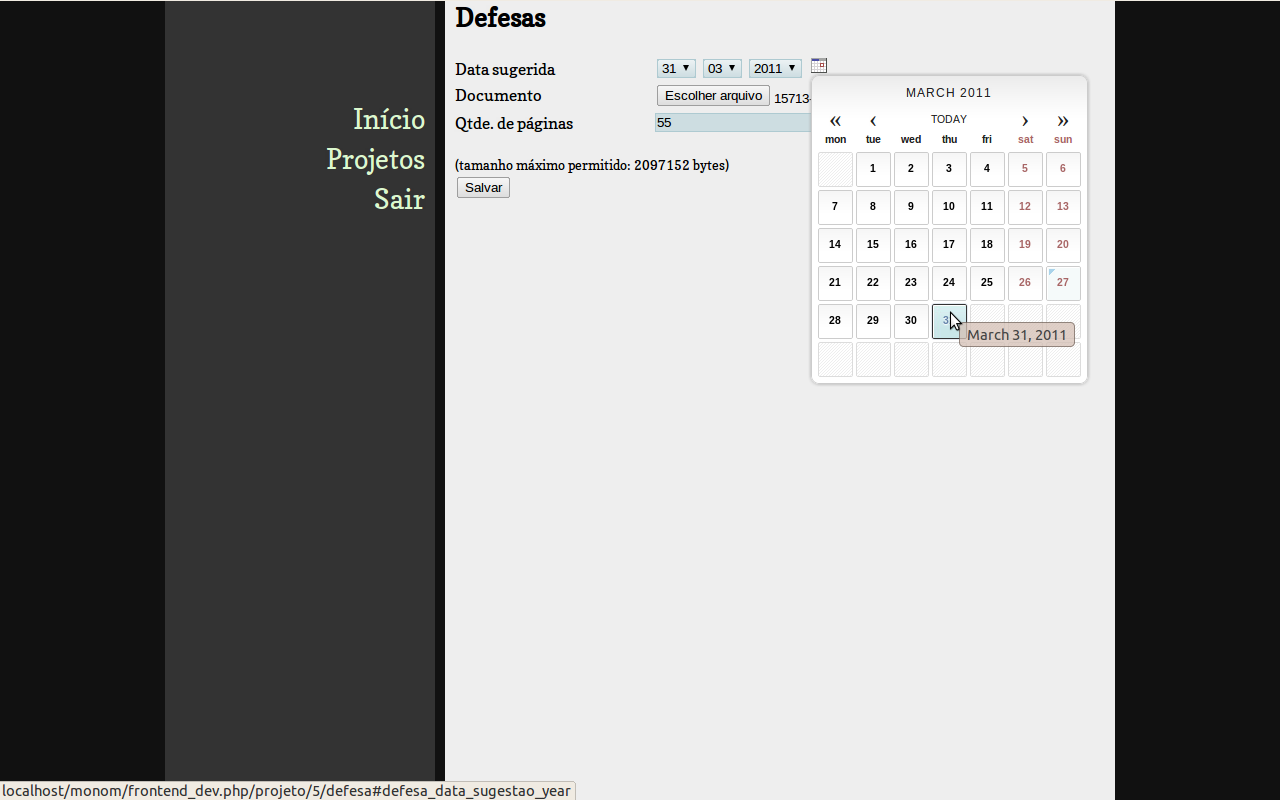 Defesas
Data sugerida 31 03 2011
Documento Escolher arquivo 15713
Qtde. de páginas 55
(tamanho máximo permitido: 2097152 bytes)
Salvar
Início
Projetos
Sair
MARCH 2011
« ‹ TODAY › »
mon tue wed thu fri sat sun
1 2 3 4 5 6
7 8 9 10 11 12 13
14 15 16 17 18 19 20
21 22 23 24 25 26 27
28 29 30
March 31, 2011
localhost/monom/frontend_dev.php/projeto/5/defesa#defesa_data_sugestao_year